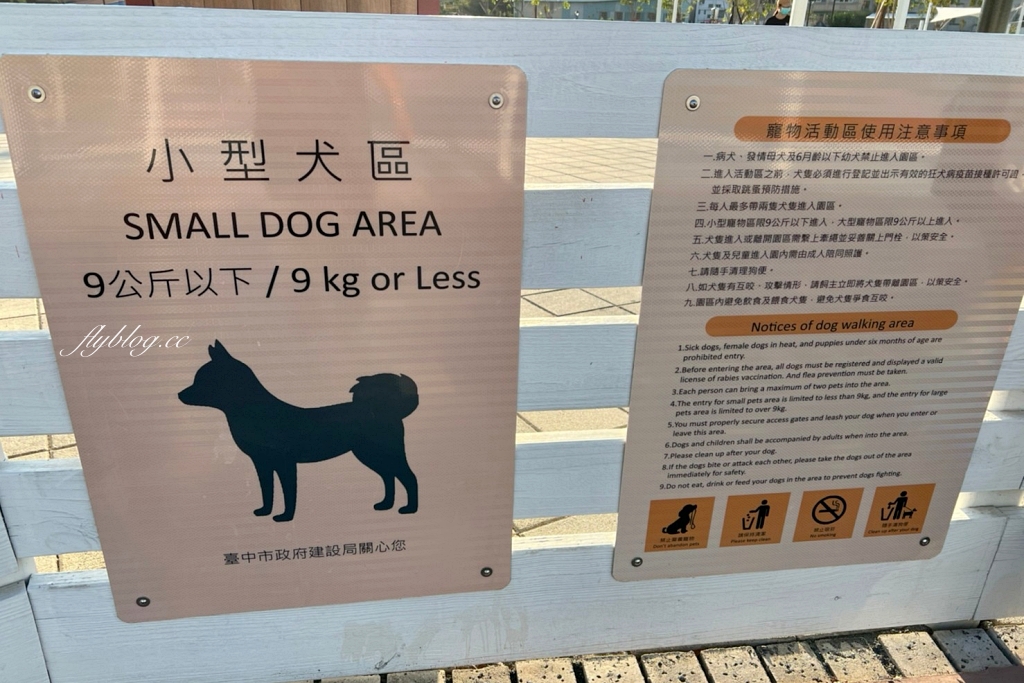 小型犬區
SMALL DOG AREA
9公斤以下 / 9 kg or Less
flyblog.cc
臺中市政府建設局關心您
寵物活動區使用注意事項
一.病犬、發情母犬及6月齡以下幼犬禁止進入園區。
二.進入活動區之前，犬隻必須進行登記並出示有效的狂犬病疫苗接種許可證，
並採取跳蚤預防措施。
三.每人最多帶兩隻犬隻進入園區。
四.小型寵物區限9公斤以下進入，大型寵物區限9公斤以上進入。
五.犬隻進入或離開園區需繫上牽繩並妥善關上門栓，以策安全。
六.犬隻及兒童進入園內需由成人陪同照護。
七.請隨手清理狗便。
八.如犬隻有互咬、攻擊情形，請飼主立即將犬隻帶離園區，以策安全。
九.園區內避免飲食及餵食犬隻，避免犬隻爭食互咬。
Notices of dog walking area
1.Sick dogs, female dogs in heat, and puppies under six months of age are
prohibited entry.
2.Before entering the area, all dogs must be registered and displayed a valid
license of rabies vaccination. And flea prevention must be taken.
3.Each person can bring a maximum of two pets into the area.
4.The entry for small pets area is limited to less than 9kg, and the entry for large
pets area is limited to over 9kg.
5.You must properly secure access gates and leash your dog when you enter or
leave this area.
6.Dogs and children shall be accompanied by adults when into the area.
7.Please clean up after your dog.
8.If the dogs bite or attack each other, please take the dogs out of the area
immediately for safety.
9.Do not eat, drink or feed your dogs in the area to prevent dogs fighting.
禁止棄養寵物
Don't abandon pets
請保持清潔
Please keep clean
禁止吸菸
No smoking
Clean up after your dog